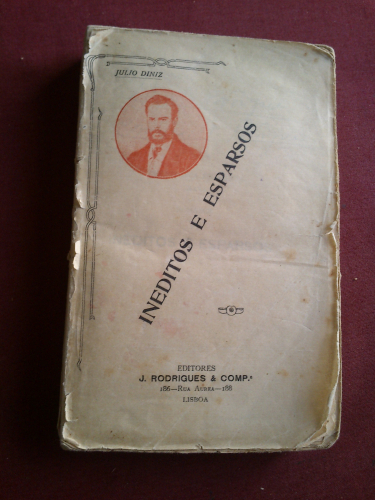 JULIO DINIZ
INEDITOS E ESPARSOS
EDITORES
J. RODRIGUES & COMP.ª
186—RUA AUREA—188
LISBOA